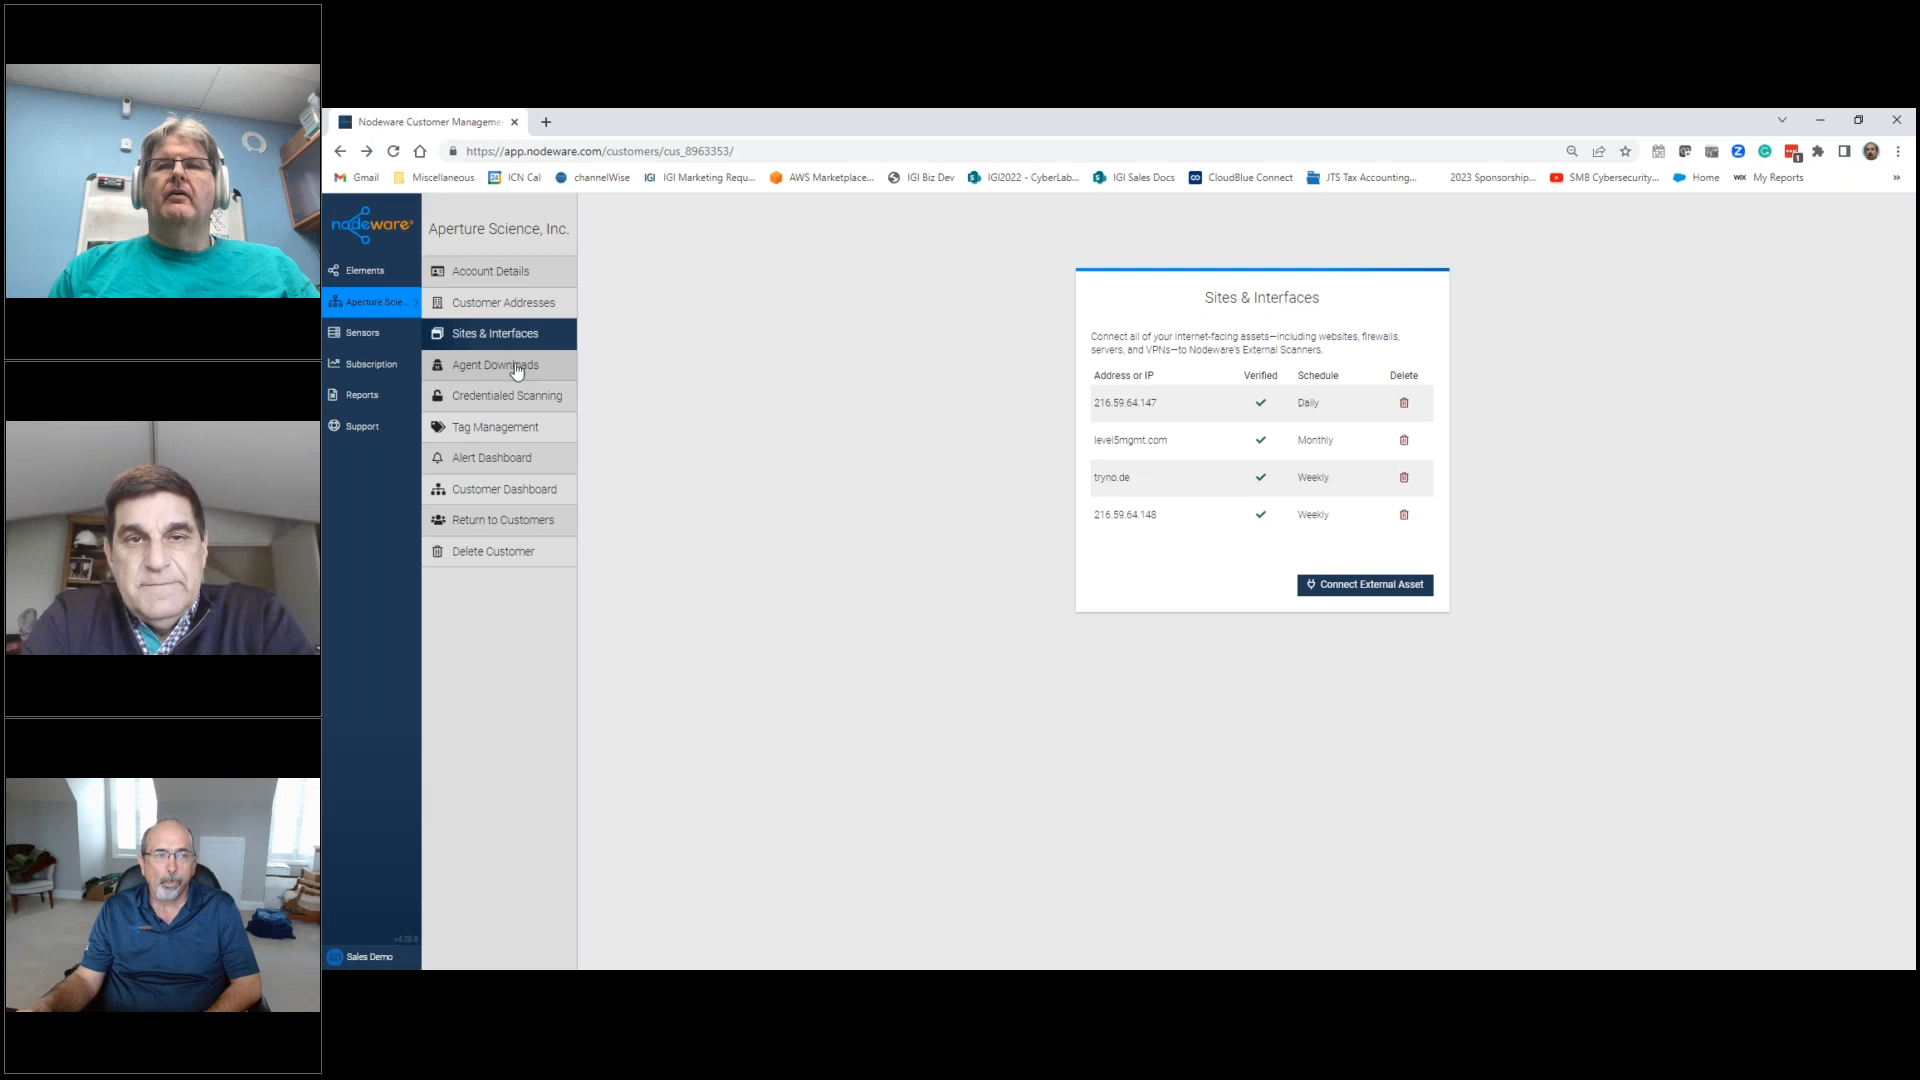 Nodeware Customer Manageme
https://app.nodeware.com/customers/cus_8963353/
1
Gmail
Miscellaneous
ICN Cal
channelWise
IGI Marketing Requ...
AWS Marketplace...
IGI Biz Dev
IGI2022 - CyberLab...
IGI Sales Docs
CloudBlue Connect
JTS Tax Accounting...
2023 Sponsorship...
SMB Cybersecurity...
Home
WIX My Reports
nodeware
Elements
Aperture Scie...
Sensors
Subscription
Reports
Support
Sales Demo
Aperture Science, Inc.
Account Details
Customer Addresses
Sites & Interfaces
Agent Downloads
Credentialed Scanning
Tag Management
Alert Dashboard
Customer Dashboard
Return to Customers
Delete Customer
Sites & Interfaces
Connect all of your internet-facing assets—including websites, firewalls,
servers, and VPNs—to Nodeware's External Scanners.
Address or IP Verified Schedule Delete
216.59.64.147 Daily
level5mgmt.com Monthly
tryno.de Weekly
216.59.64.148 Weekly
Connect External Asset